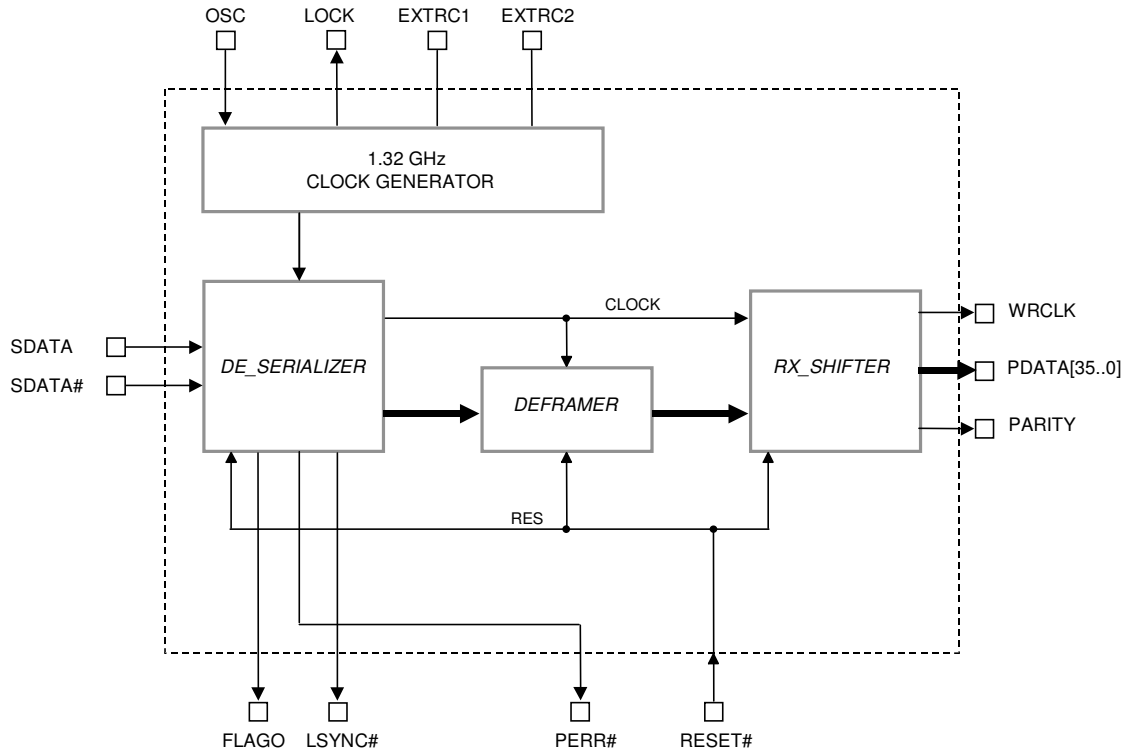 OSC
LOCK
EXTRC1
EXTRC2
1.32 GHz
CLOCK GENERATOR
CLOCK
WRCLK
SDATA
DE_SERIALIZER
RX_SHIFTER
PDATA[35..0]
SDATA#
DEFRAMER
PARITY
RES
FLAGO
LSYNC#
PERR#
RESET#